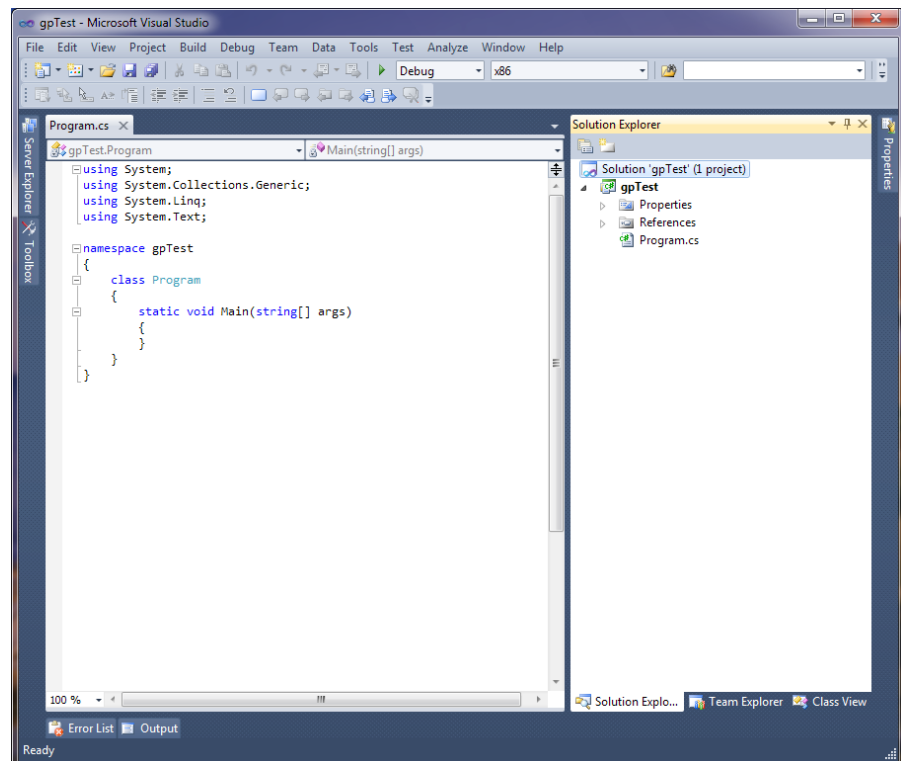 gpTest - Microsoft Visual Studio
File Edit View Project Build Debug Team Data Tools Test Analyze Window Help
Debug x86
Program.cs
gpTest.Program Main(string[] args)
using System;
using System.Collections.Generic;
using System.Linq;
using System.Text;
namespace gpTest
{
class Program
{
static void Main(string[] args)
{
}
}
}
100 %
Server Explorer
Toolbox
Solution Explorer
Solution 'gpTest' (1 project)
gpTest
Properties
References
Program.cs
Properties
Solution Explo... Team Explorer Class View
Error List Output
Ready